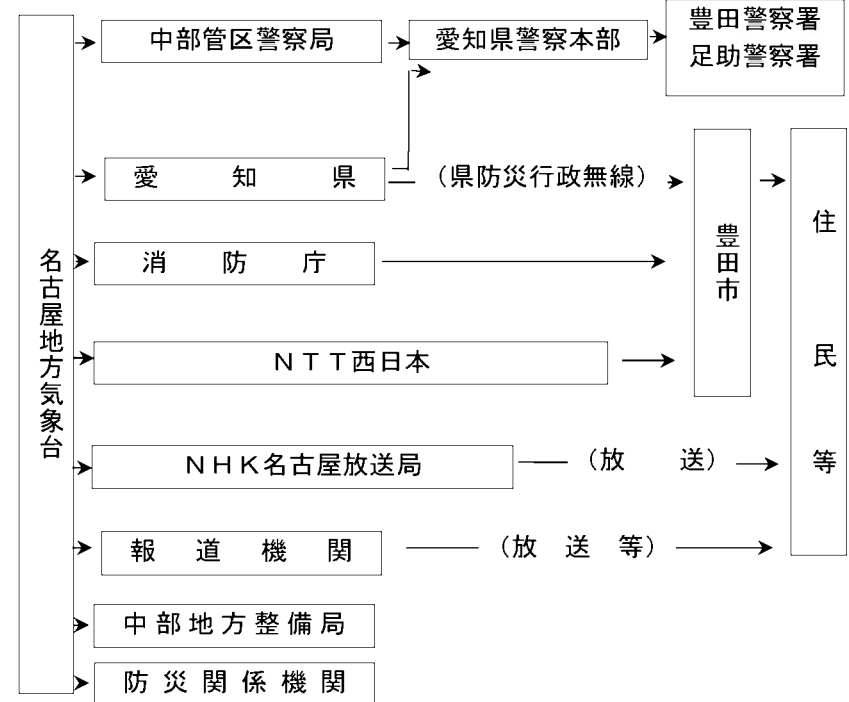 名古屋地方気象台
中部管区警察局
愛知県警察本部
豊田警察署
足助警察署
愛知県
(県防災行政無線)
消防庁
豊田市
住民等
NTT西日本
NHK名古屋放送局
(放送)
報道機関
(放送等)
中部地方整備局
防災関係機関